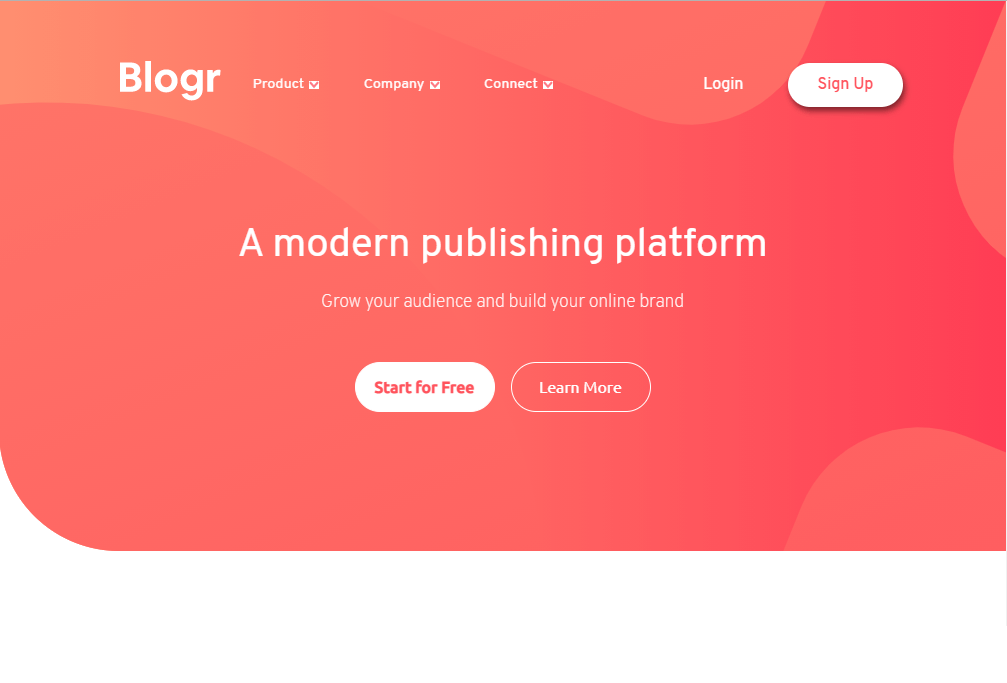 Blogr Product Company Connect Login Sign Up
A modern publishing platform
Grow your audience and build your online brand
Start for Free Learn More